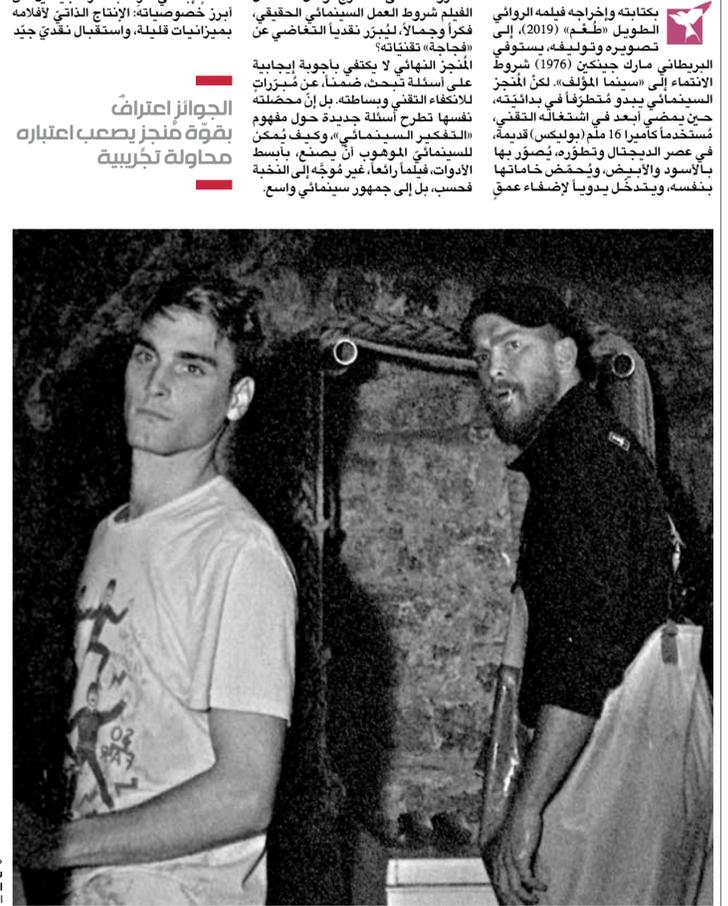 بكتابته وإخراجه فيلمه الروائي
الطويل «طُعْم» (2019)، إلى
تصويره وتوليفه، يستوفي
البريطاني مارك جينكين (1976) شروط
الانتماء إلى «سينما المؤلف». لكنّ المنجز
السينمائي يبدو مُتطرّفاً في بدائيّته،
حين يمضي أبعد في اشتغاله التقني،
مُستخدماً كاميرا 16 ملم (بوليكس) قديمة،
في عصر الديجتال وتطوّره، يُصوّر بها
بالأسود والأبيض، ويُحمّض خاماتها
بنفسه، ويتدخّل يدوياً لإضفاء عمقٍ
الفيلم شروط العمل السينمائي الحقيقي،
فكراً وجمالاً، ليُبرّر نقدياً التغاضي عن
«فجاجة» تقنيّاته؟
المُنجز النهائي لا يكتفي بأجوبة إيجابية
على أسئلة تبحث، ضمناً، عن مُبرّراتٍ
للانكفاء التقني وبساطته. بل إنّ محصّلته
نفسها تطرح أسئلة جديدة حول مفهوم
«التفكير السينمائي»، وكيف يُمكن
للسينمائيّ الموهوب أنْ يصنع، بأبسط
الأدوات، فيلماً رائعاً، غير مُوجَّه إلى النخبة
فحسب، بل إلى جمهور سينمائي واسع.
أبرز خصوصياته: الإنتاج الذاتيّ لأفلامه
بميزانيات قليلة، واستقبال نقديّ جيّد
الجوائز اعترافٌ
بقوّة مُنجز يصعب اعتباره
محاولة تجريبية